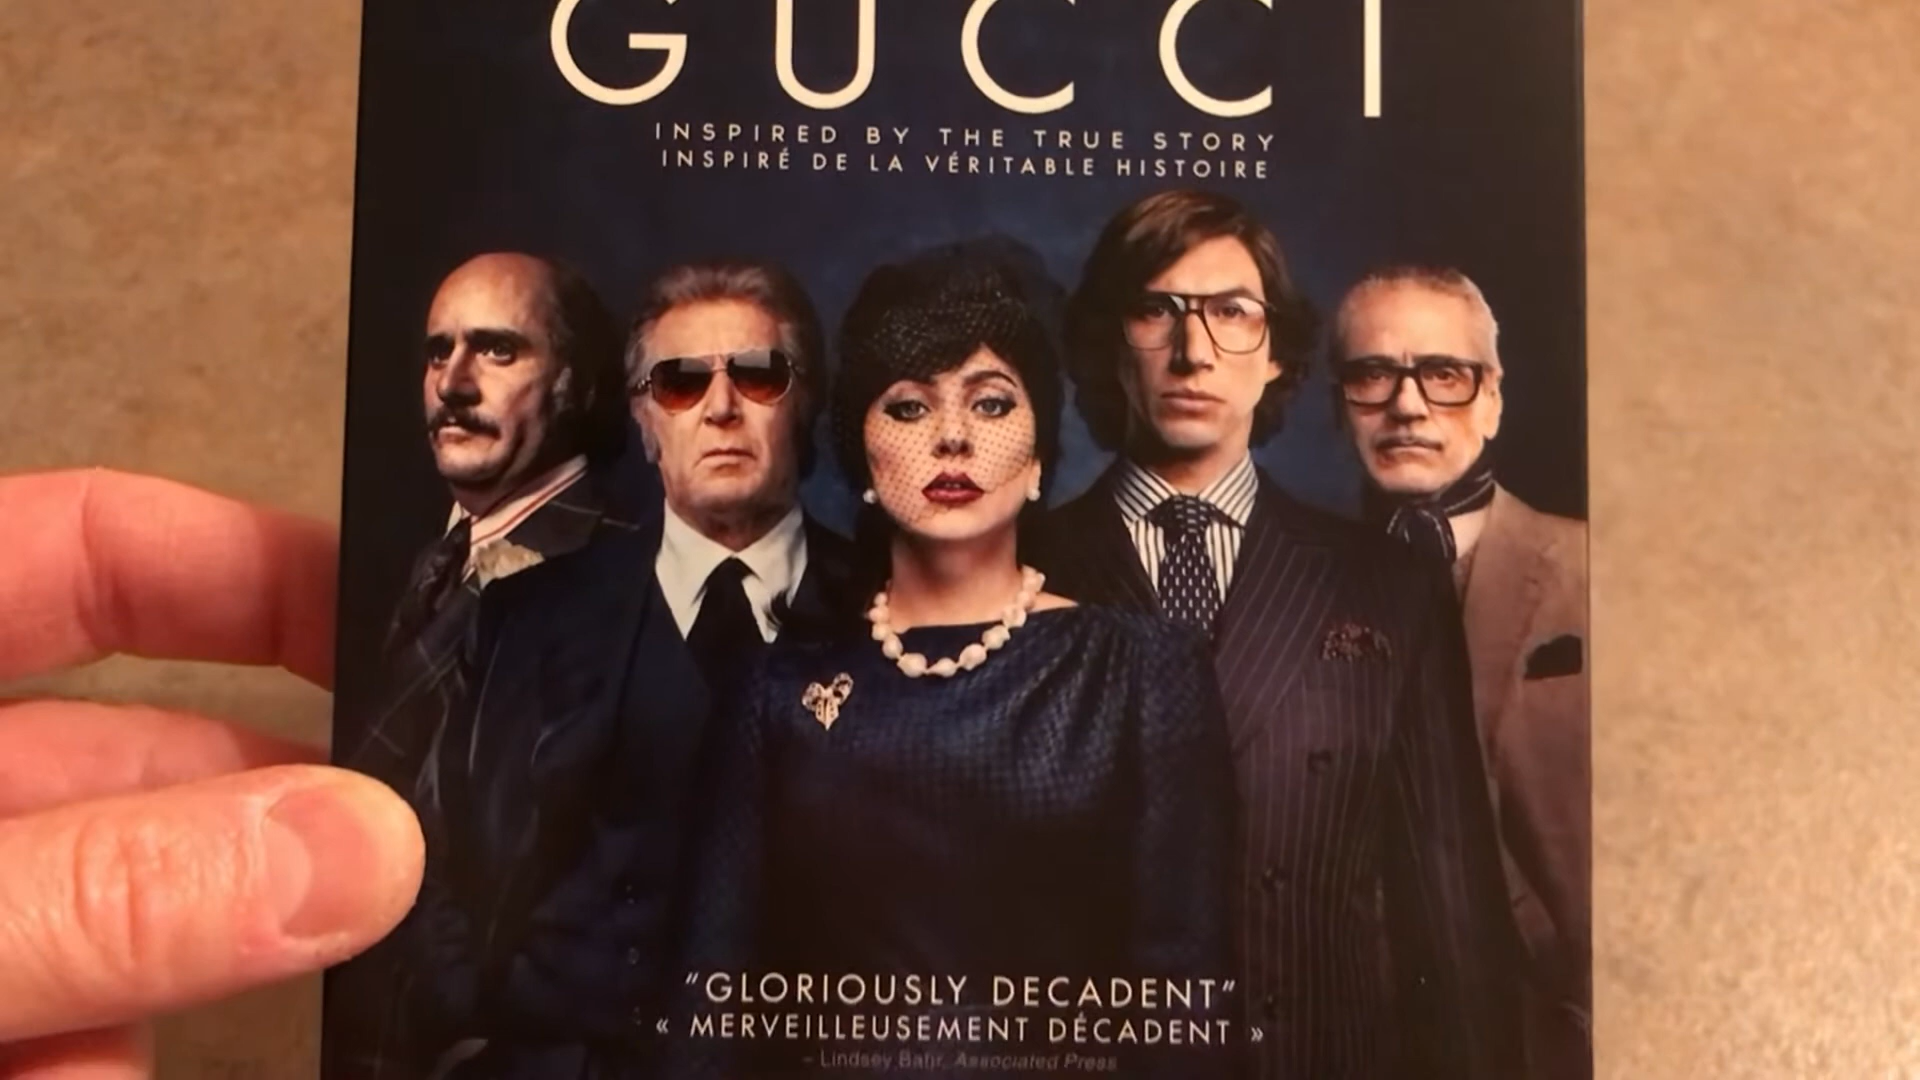 GUCCI
INSPIRED BY THE TRUE STORY
INSPIRÉ DE LA VÉRITABLE HISTOIRE
"GLORIOUSLY DECADENT"
« MERVEILLEUSEMENT DÉCADENT »
– Lindsey Bahr, Associated Press